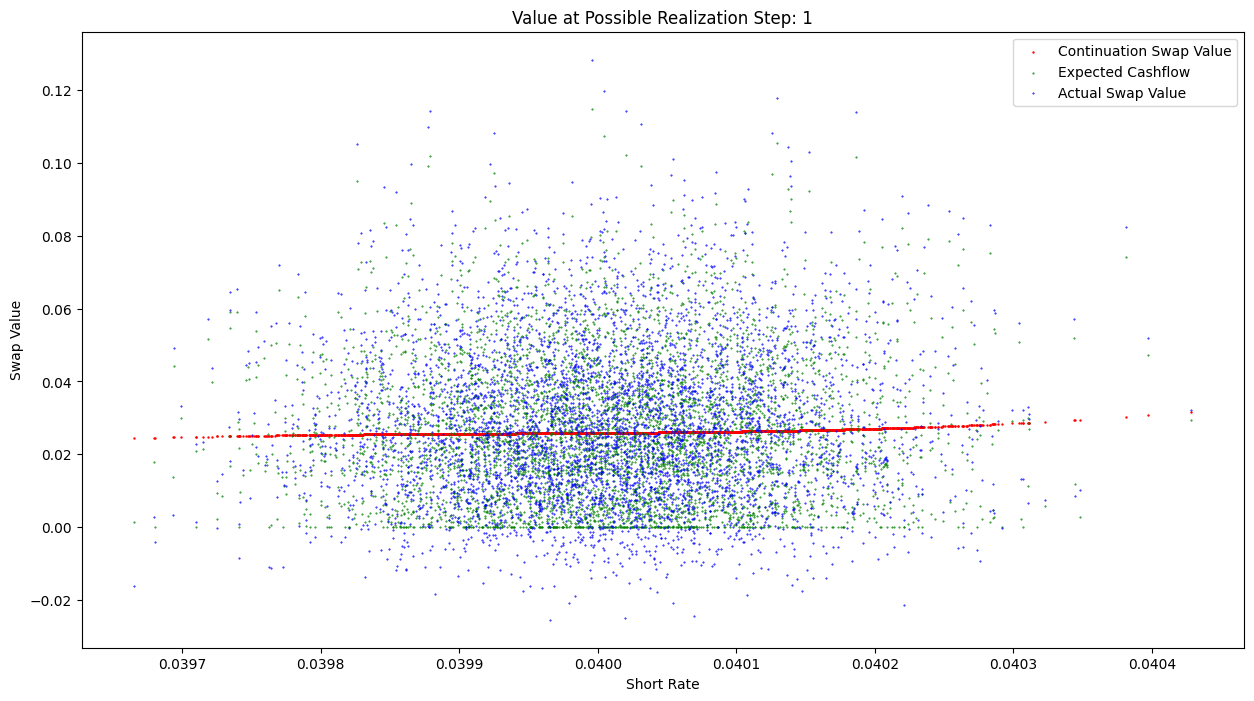 Value at Possible Realization Step: 1
Continuation Swap Value
Expected Cashflow
Actual Swap Value
Swap Value
0.12
0.10
0.08
0.06
0.04
0.02
0.00
−0.02
0.0397
0.0398
0.0399
0.0400
0.0401
0.0402
0.0403
0.0404
Short Rate